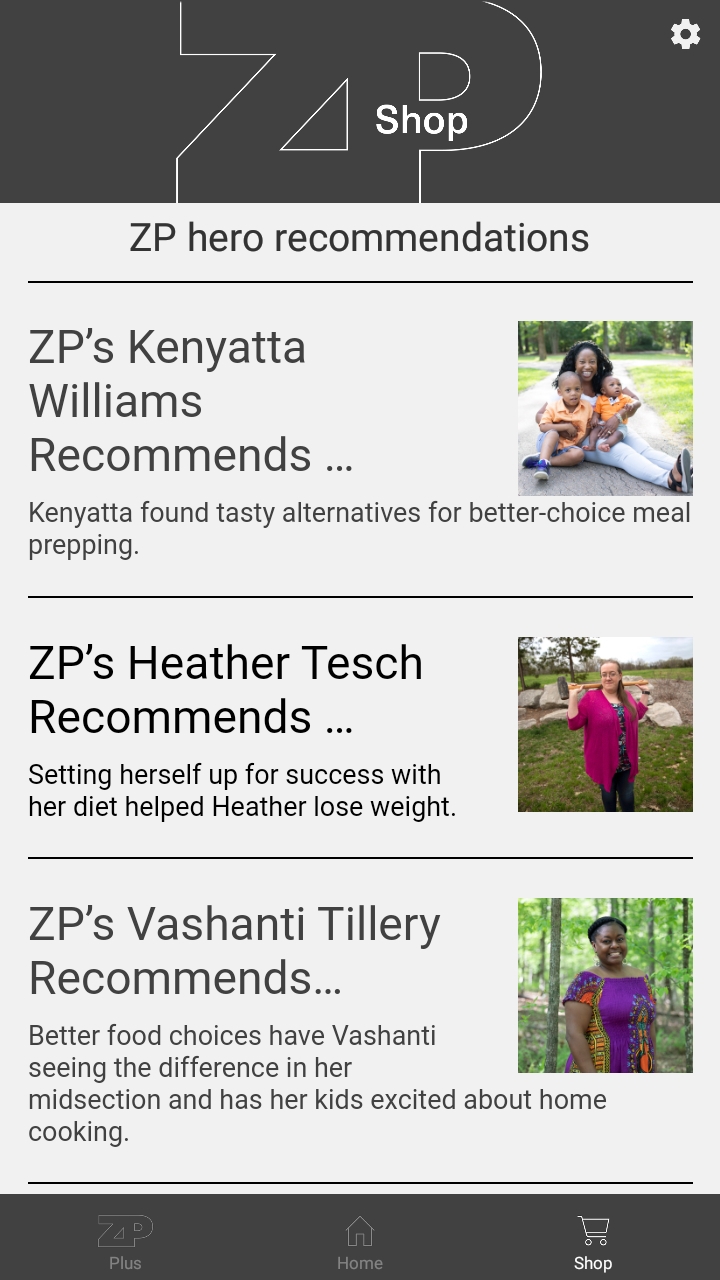 ZP
Shop
ZP hero recommendations
ZP’s Kenyatta
Williams
Recommends …
Kenyatta found tasty alternatives for better-choice meal
prepping.
ZP’s Heather Tesch
Recommends …
Setting herself up for success with
her diet helped Heather lose weight.
ZP’s Vashanti Tillery
Recommends…
Better food choices have Vashanti
seeing the difference in her
midsection and has her kids excited about home
cooking.
ZP
Plus
Home
Shop